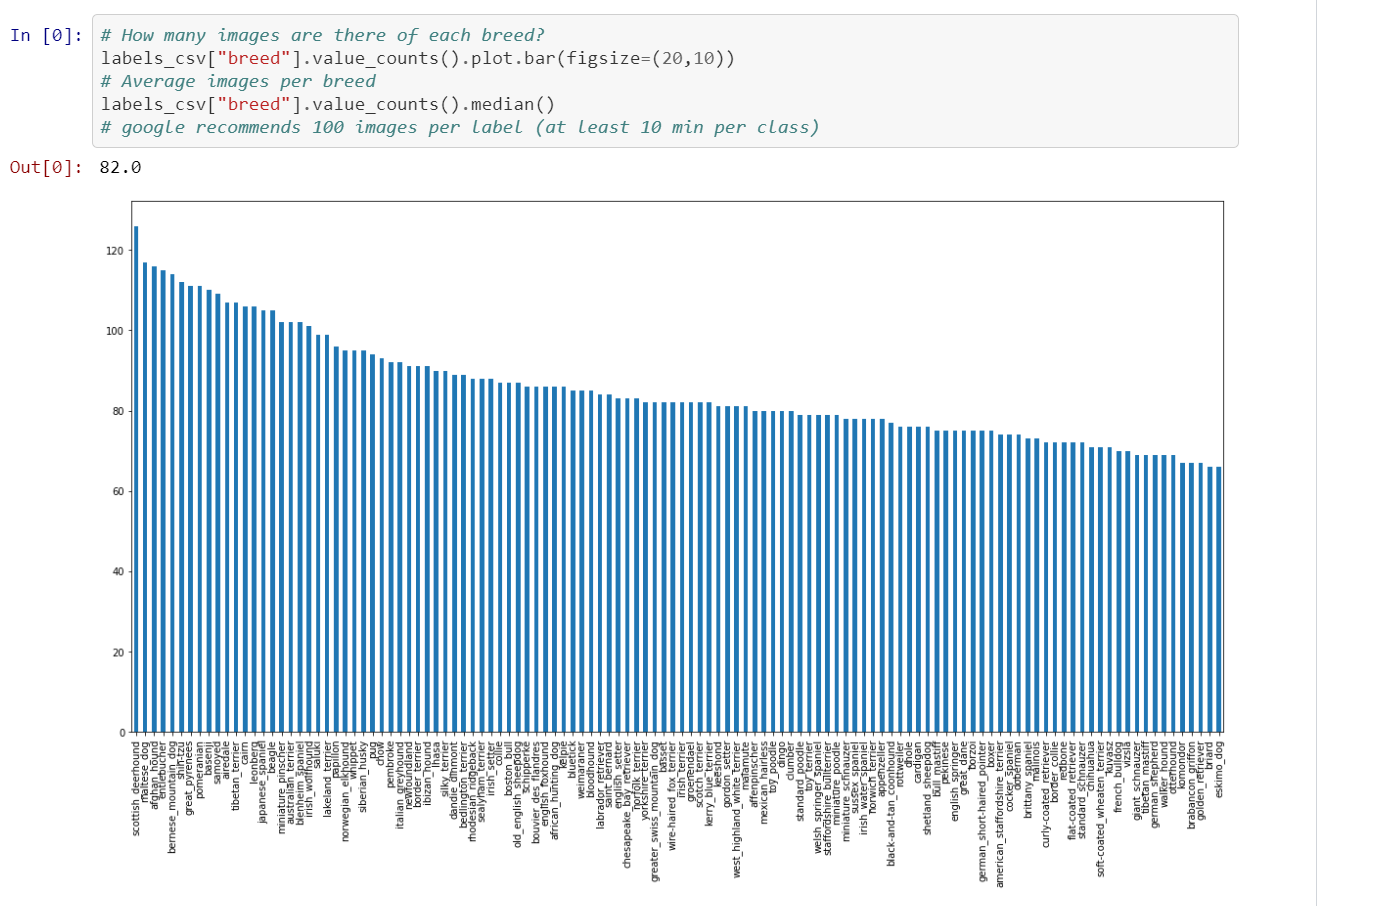 In [0]:
# How many images are there of each breed?
labels_csv["breed"].value_counts().plot.bar(figsize=(20,10))
# Average images per breed
labels_csv["breed"].value_counts().median()
# google recommends 100 images per label (at least 10 min per class)
Out[0]:
82.0
120
100
80
60
40
20
0
scottish_deerhound
maltese_dog
afghan_hound
entlebucher
bernese_mountain_dog
shih-tzu
great_pyrenees
pomeranian
basenji
samoyed
airedale
tibetan_terrier
cairn
leonberg
japanese_spaniel
beagle
miniature_pinscher
australian_terrier
blenheim_spaniel
irish_wolfhound
saluki
lakeland_terrier
papillon
norwegian_elkhound
whippet
siberian_husky
pug
chow
pembroke
italian_greyhound
newfoundland
border_terrier
ibizan_hound
lhasa
silky_terrier
dandie_dinmont
bedlington_terrier
rhodesian_ridgeback
sealyham_terrier
irish_setter
collie
boston_bull
old_english_sheepdog
schipperke
bouvier_des_flandres
english_foxhound
african_hunting_dog
kelpie
bluetick
weimaraner
bloodhound
labrador_retriever
saint_bernard
english_setter
chesapeake_bay_retriever
norfolk_terrier
yorkshire_terrier
greater_swiss_mountain_dog
basset
wire-haired_fox_terrier
irish_terrier
groenendael
scotch_terrier
kerry_blue_terrier
keeshond
gordon_setter
west_highland_white_terrier
malamute
affenpinscher
mexican_hairless
toy_poodle
dingo
clumber
standard_poodle
toy_terrier
welsh_springer_spaniel
staffordshire_bullterrier
miniature_poodle
miniature_schnauzer
sussex_spaniel
irish_water_spaniel
norwich_terrier
appenzeller
black-and-tan_coonhound
rottweiler
dhole
cardigan
shetland_sheepdog
bull_mastiff
pekinese
english_springer
great_dane
borzoi
german_short-haired_pointer
boxer
american_staffordshire_terrier
cocker_spaniel
doberman
brittany_spaniel
malinois
curly-coated_retriever
border_collie
redbone
flat-coated_retriever
standard_schnauzer
chihuahua
soft-coated_wheaten_terrier
kuvasz
french_bulldog
vizsla
giant_schnauzer
tibetan_mastiff
german_shepherd
walker_hound
otterhound
komondor
brabancon_griffon
golden_retriever
briard
eskimo_dog